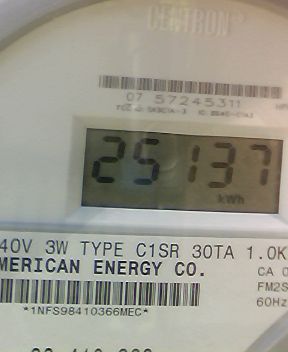 CENTRON®
07 57245311
25137
kWh
40V 3W TYPE C1SR 30TA 1.0K
MERICAN ENERGY CO.
CA 0
FM2S
60Hz
*1NFS98410366MEC*